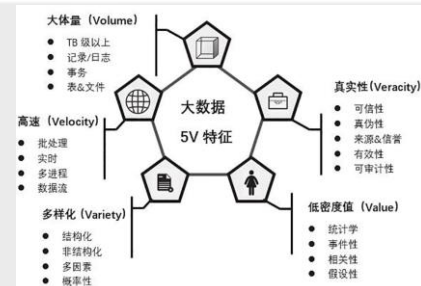 大体量（Volume）
● TB 级以上
● 记录/日志
● 事务
● 表&文件
真实性(Veracity)
● 可信性
● 真伪性
● 来源&信誉
● 有效性
● 可审计性
大数据
5V 特征
高速（Velocity）
● 批处理
● 实时
● 多进程
● 数据流
多样化（Variety）
● 结构化
● 非结构化
● 多因素
● 概率性
低密度值（Value）
● 统计学
● 事件性
● 相关性
● 假设性